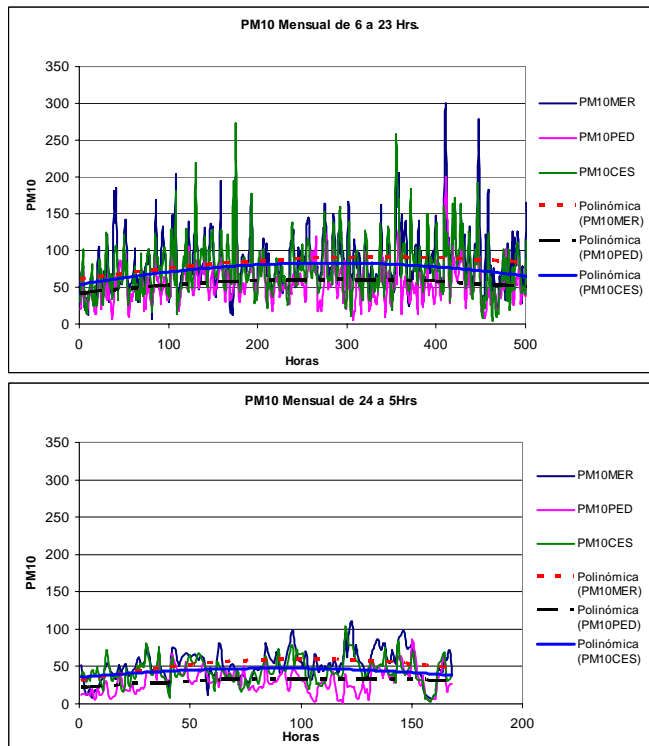 PM10 Mensual de 6 a 23 Hrs.
350
300
250
200
150
100
50
0
PM10
0 100 200 300 400 500
Horas
PM10MER
PM10PED
PM10CES
Polinómica
(PM10MER)
Polinómica
(PM10PED)
Polinómica
(PM10CES)
PM10 Mensual de 24 a 5Hrs
350
300
250
200
150
100
50
0
PM10
0 50 100 150 200
Horas
PM10MER
PM10PED
PM10CES
Polinómica
(PM10MER)
Polinómica
(PM10PED)
Polinómica
(PM10CES)